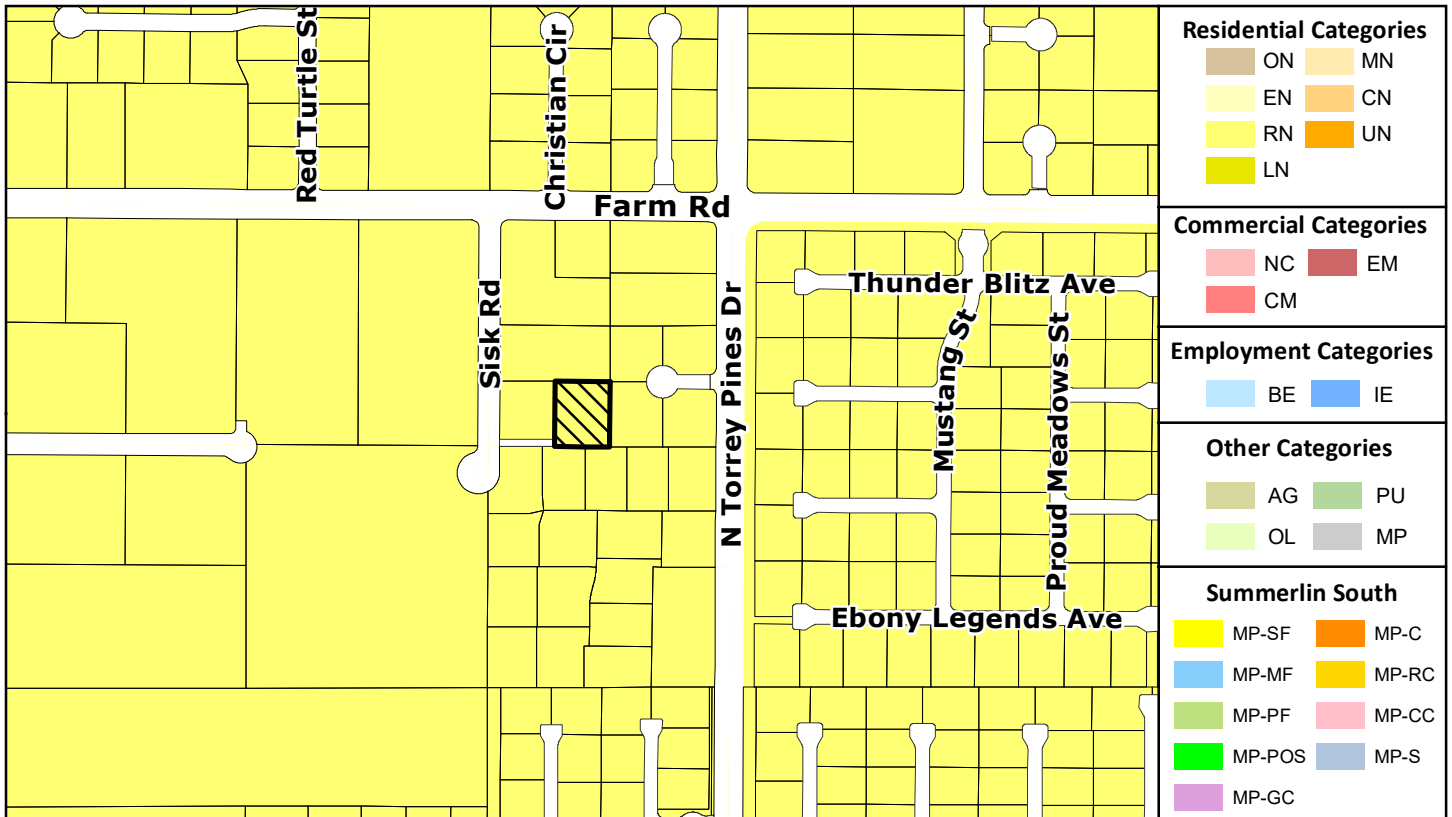 Red Turtle St
Christian Cir
Farm Rd
Sisk Rd
N Torrey Pines Dr
Thunder Blitz Ave
Mustang St
Proud Meadows St
Ebony Legends Ave
Residential Categories
ON MN
EN CN
RN UN
LN
Commercial Categories
NC EM
CM
Employment Categories
BE IE
Other Categories
AG PU
OL MP
Summerlin South
MP-SF MP-C
MP-MF MP-RC
MP-PF MP-CC
MP-POS MP-S
MP-GC